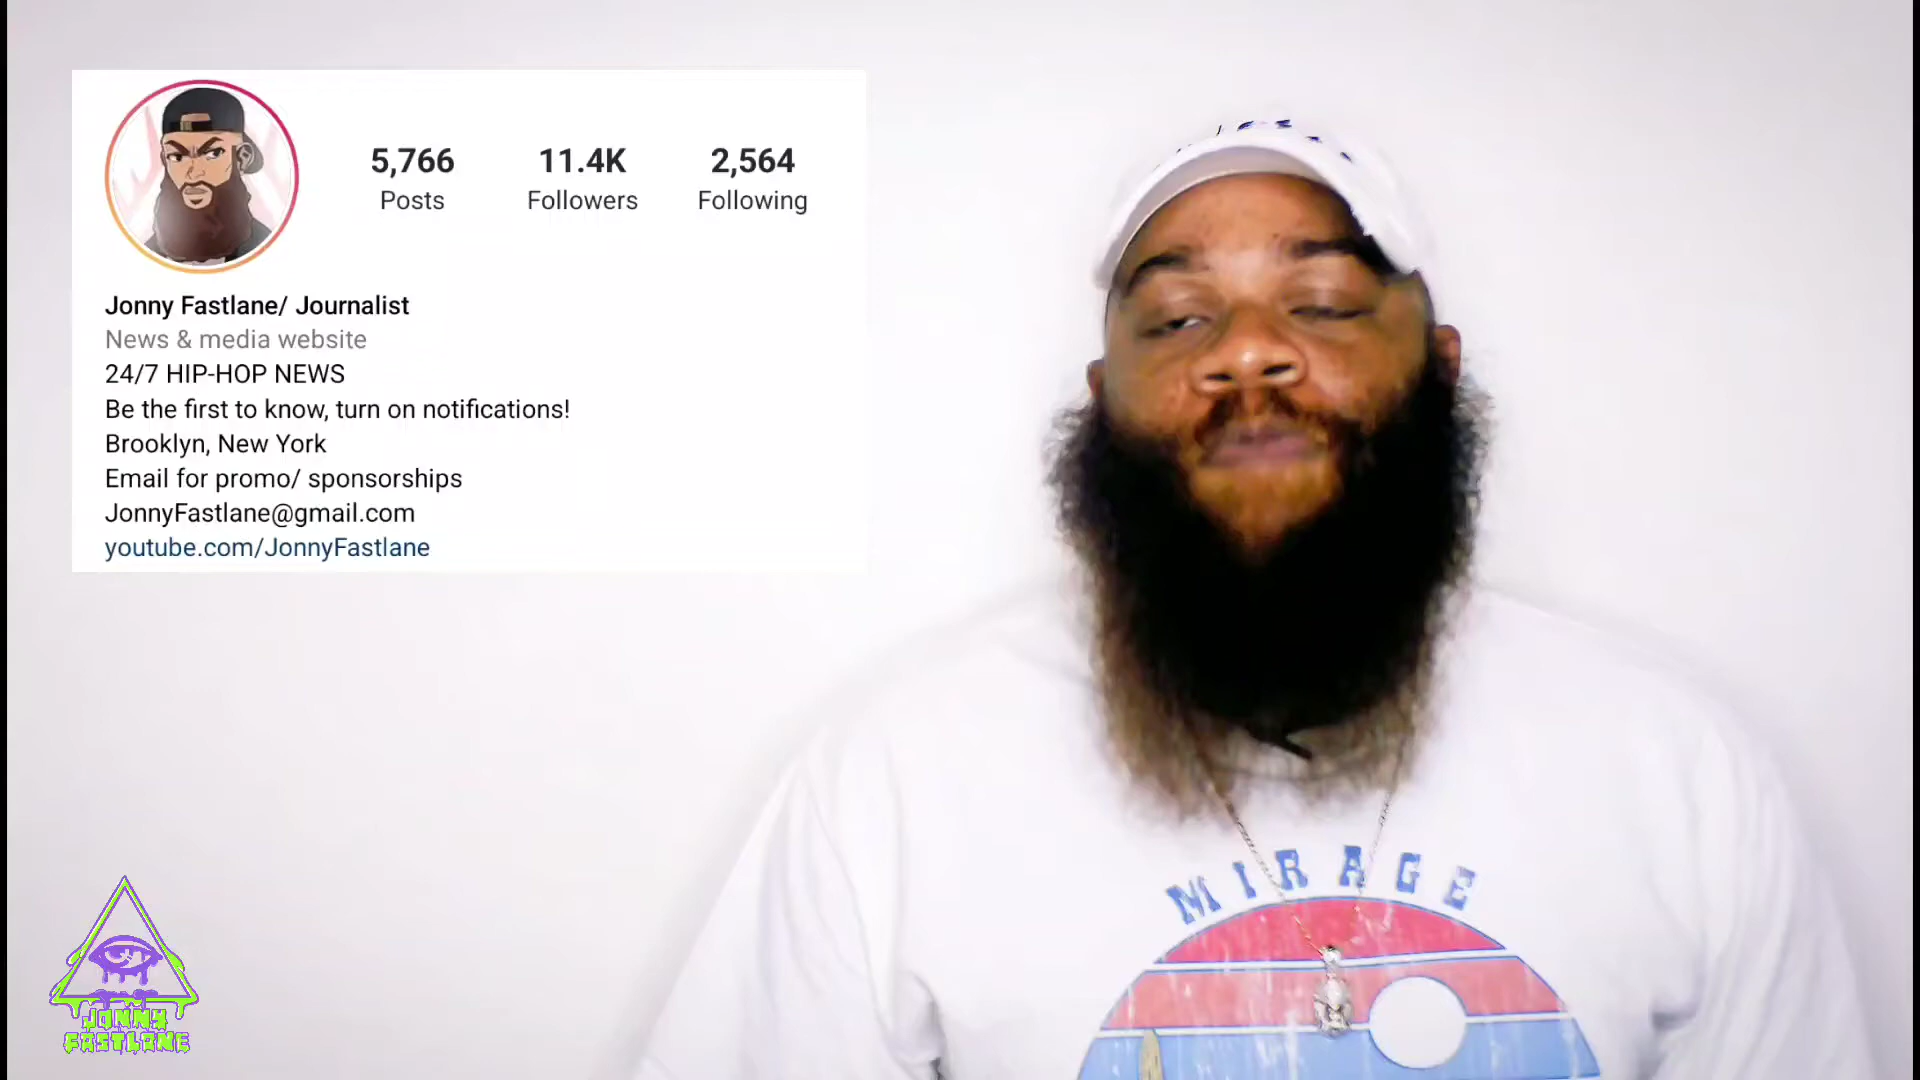 5,766 11.4K 2,564
Posts Followers Following
Jonny Fastlane/ Journalist
News & media website
24/7 HIP-HOP NEWS
Be the first to know, turn on notifications!
Brooklyn, New York
Email for promo/ sponsorships
JonnyFastlane@gmail.com
youtube.com/JonnyFastlane
MIRAGE
JONNY
FASTLANE